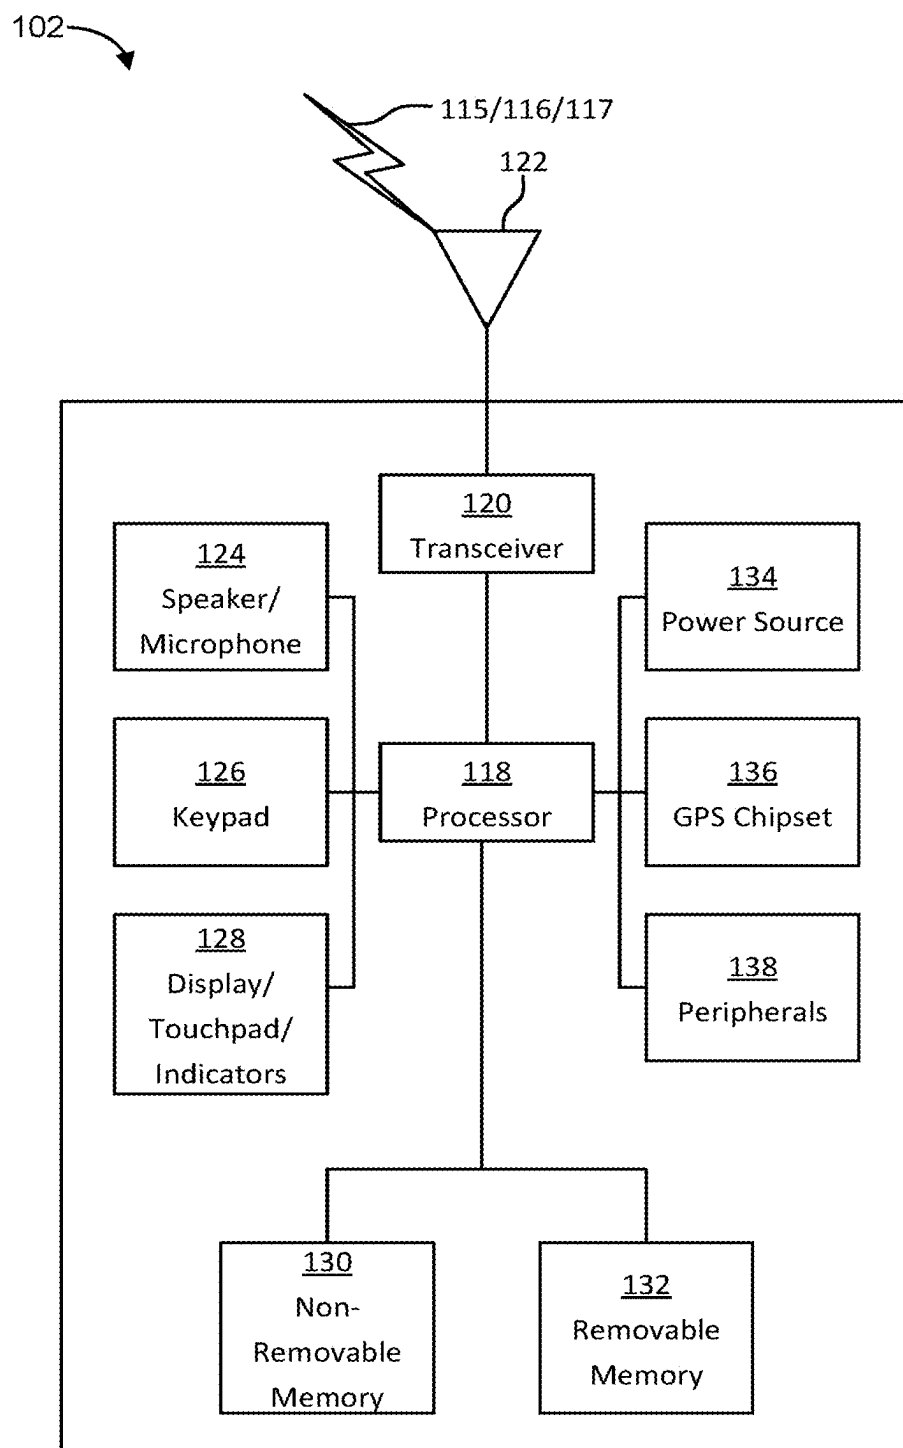 102
115/116/117
122
120
Transceiver
124
Speaker/
Microphone
134
Power Source
126
Keypad
118
Processor
136
GPS Chipset
128
Display/
Touchpad/
Indicators
138
Peripherals
130
Non-
Removable
Memory
132
Removable
Memory